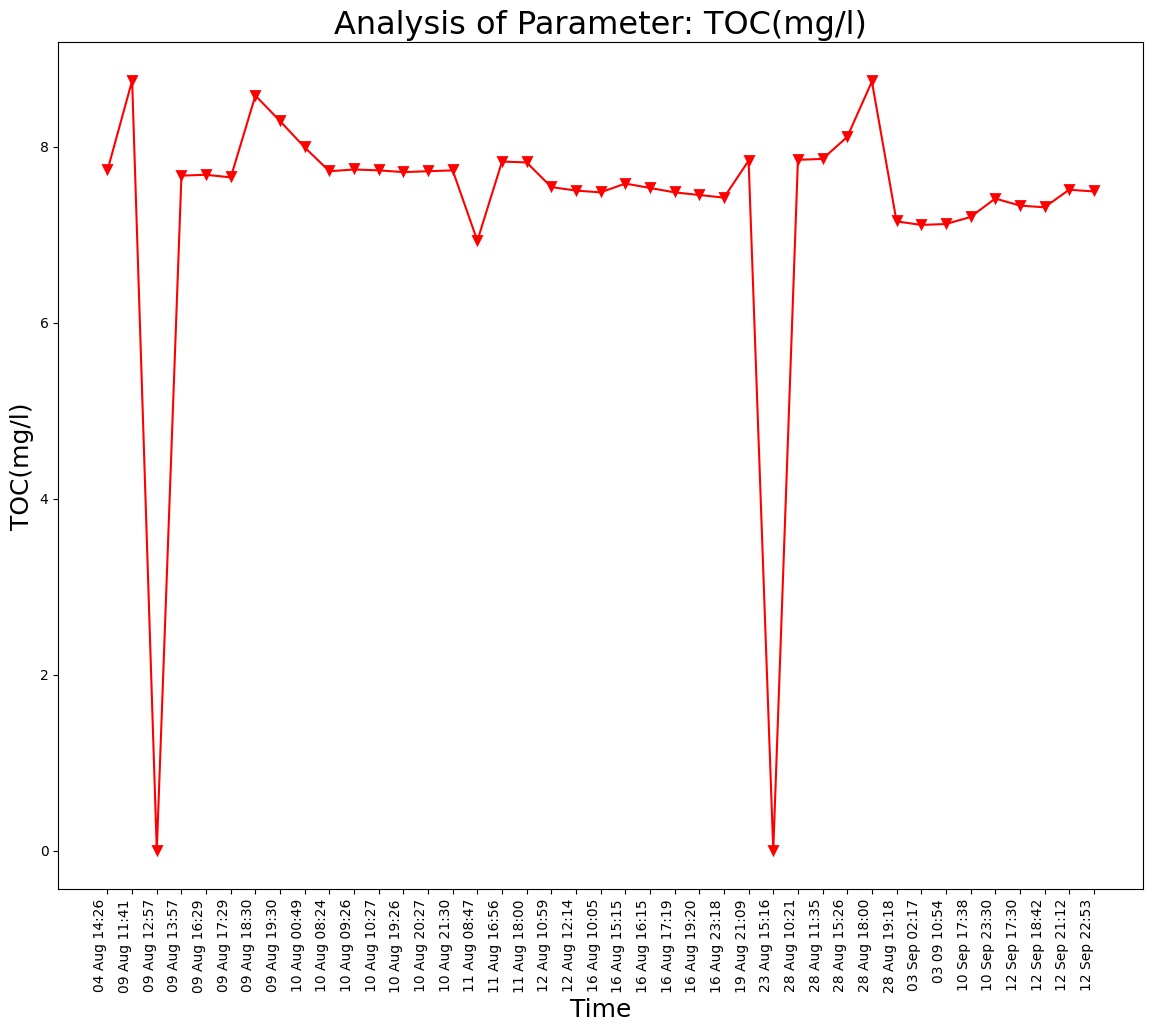 Analysis of Parameter: TOC(mg/l)
TOC(mg/l)
8
6
4
2
0
04 Aug 14:26
09 Aug 11:41
09 Aug 12:57
09 Aug 13:57
09 Aug 16:29
09 Aug 17:29
09 Aug 18:30
09 Aug 19:30
10 Aug 00:49
10 Aug 08:24
10 Aug 09:26
10 Aug 10:27
10 Aug 19:26
10 Aug 20:27
10 Aug 21:30
11 Aug 08:47
11 Aug 16:56
11 Aug 18:00
12 Aug 10:59
12 Aug 12:14
16 Aug 10:05
16 Aug 15:15
16 Aug 16:15
16 Aug 17:19
16 Aug 19:20
16 Aug 23:18
19 Aug 21:09
23 Aug 15:16
28 Aug 10:21
28 Aug 11:35
28 Aug 15:26
28 Aug 18:00
28 Aug 19:18
03 Sep 02:17
03 09 10:54
10 Sep 17:38
10 Sep 23:30
12 Sep 17:30
12 Sep 18:42
12 Sep 21:12
12 Sep 22:53
Time